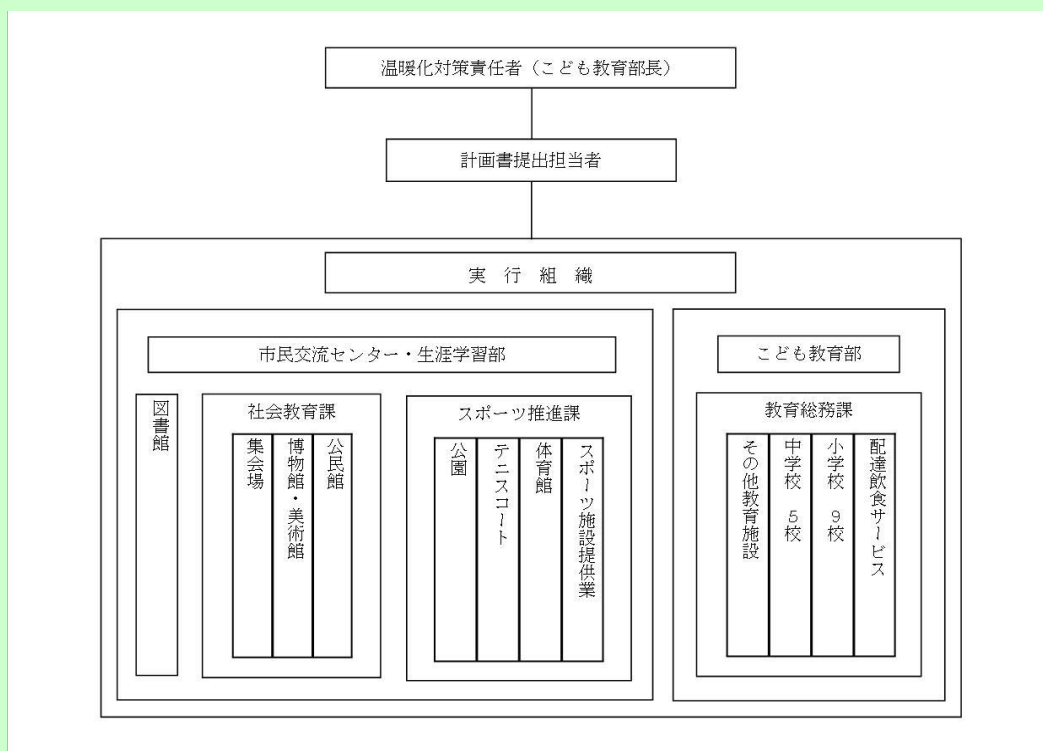 温暖化対策責任者（こども教育部長）
計画書提出担当者
実行組織
市民交流センター・生涯学習部
こども教育部
図書館
社会教育課
集会場
博物館・美術館
公民館
スポーツ推進課
公園
テニスコート
体育館
スポーツ施設提供業
教育総務課
その他教育施設
中学校　5校
小学校　9校
配達飲食サービス